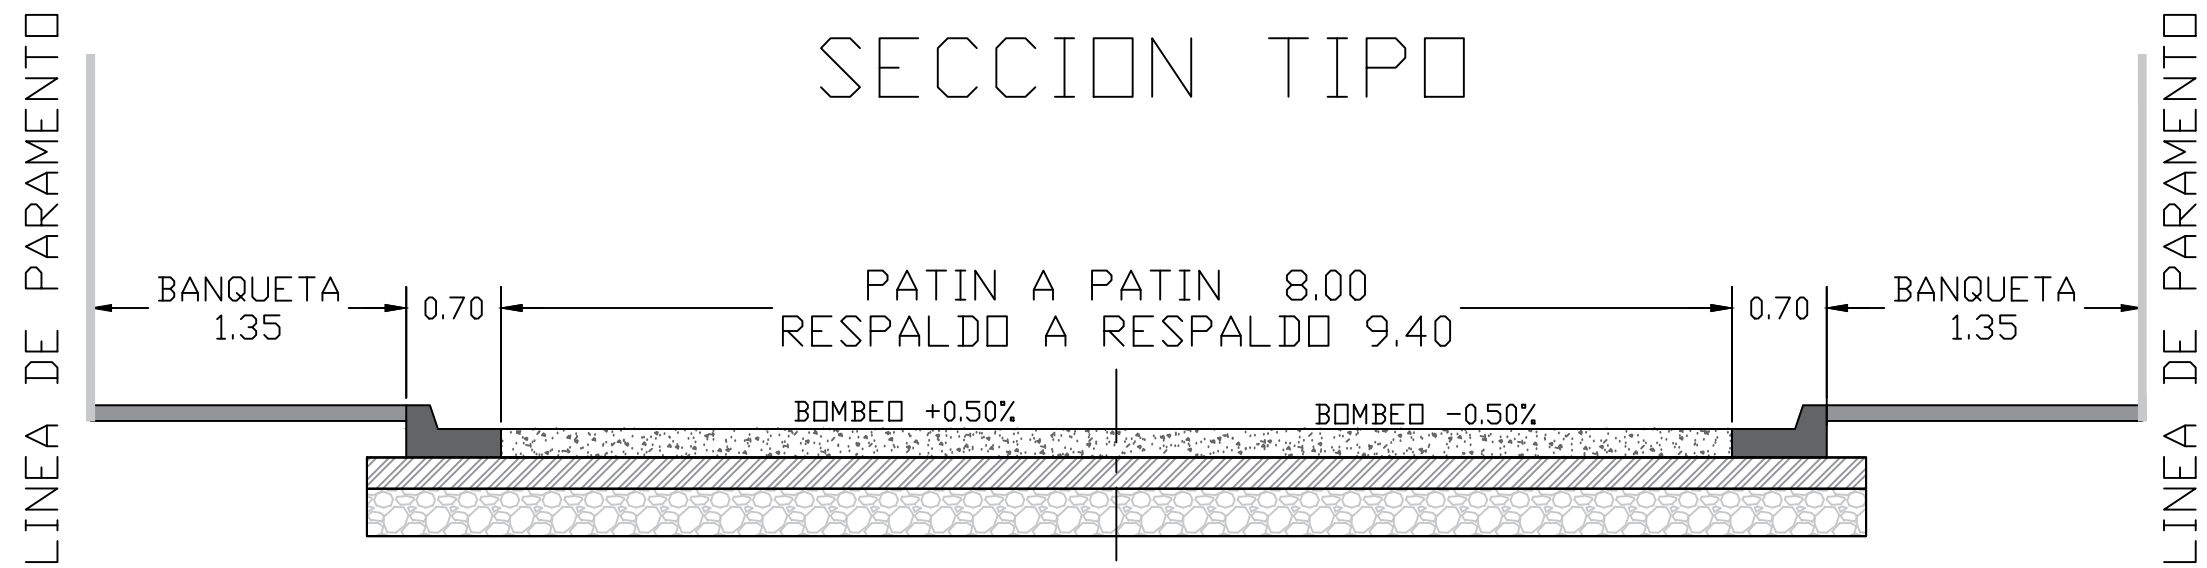 SECCION TIPO
LINEA DE PARAMENTO
BANQUETA
1.35
0.70
PATIN A PATIN 8.00
RESPALDO A RESPALDO 9.40
0.70
BANQUETA
1.35
LINEA DE PARAMENTO
BOMBEO +0.50%
BOMBEO -0.50%